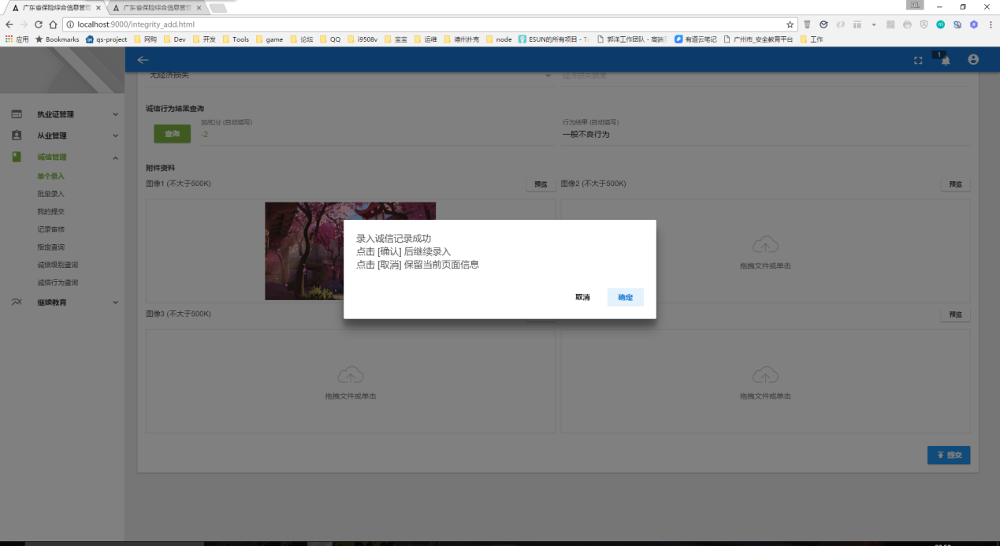 广东省保险综合信息管理
广东省保险综合信息管理
HL
localhost:9000/integrity_add.html
应用
Bookmarks
qs-project
网购
Dev
开发
Tools
game
论坛
QQ
i9508v
宝宝
运维
德州扑克
node
ESUN的所有项目 - T
郭洋工作团队 - 高端
有道云笔记
广州市_安全教育平台
工作
1
执业证管理
从业管理
诚信管理
单个录入
批量录入
我的提交
记录审核
指定查询
诚信级别查询
诚信行为查询
继续教育
无经济损失
经济损失额度
诚信行为结果查询
查询
加/扣分 (自动填写)
-2
行为结果 (自动填写)
一般不良行为
附件资料
图像1 (不大于500K)
预览
图像2 (不大于500K)
预览
录入诚信记录成功
点击 [确认] 后继续录入
点击 [取消] 保留当前页面信息
取消
确定
拖拽文件或单击
图像3 (不大于500K)
预览
拖拽文件或单击
拖拽文件或单击
提交